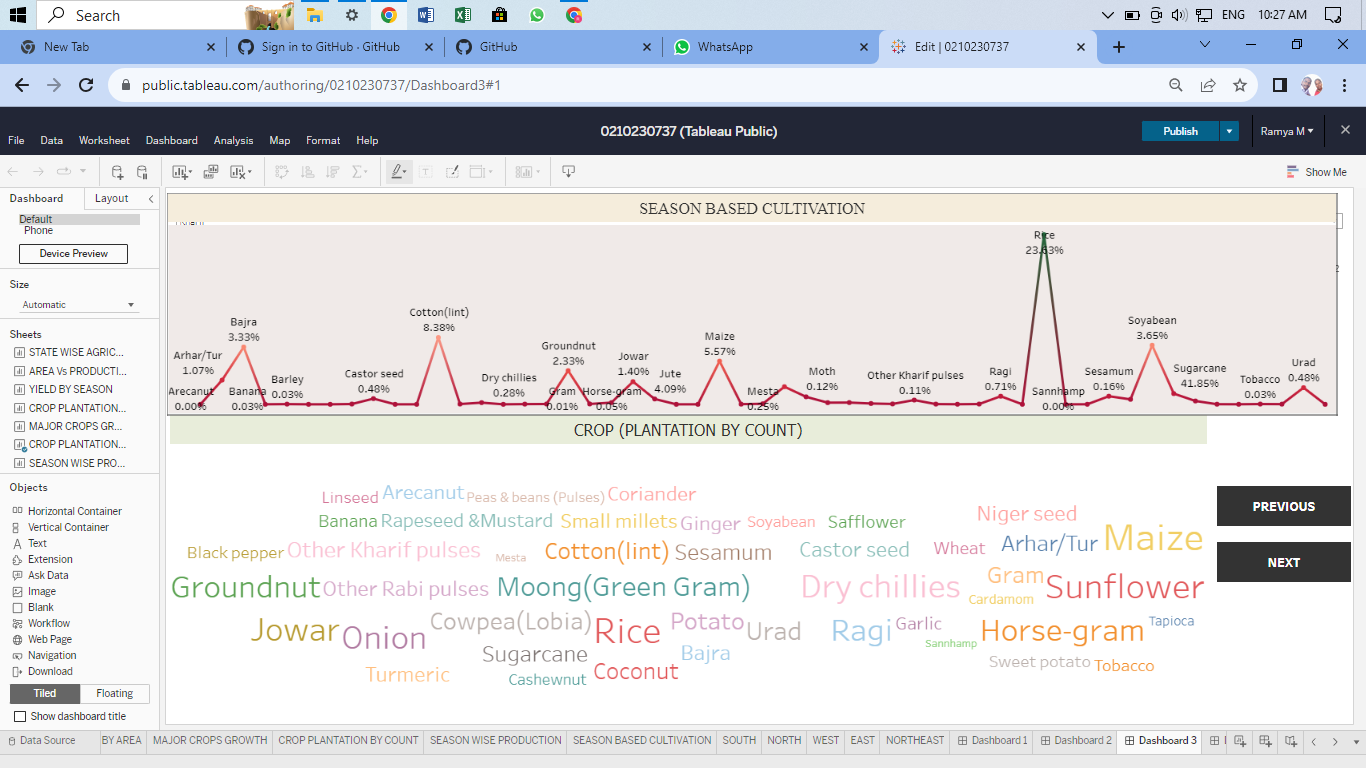 Search
ENG 10:27 AM
New Tab
Sign in to GitHub · GitHub
GitHub
WhatsApp
Edit | 0210230737
public.tableau.com/authoring/0210230737/Dashboard3#1
0210230737 (Tableau Public)
Publish
Ramya M
File Data Worksheet Dashboard Analysis Map Format Help
Show Me
Dashboard Layout
Default
Phone
Device Preview
Size
Automatic
Sheets
STATE WISE AGRIC...
AREA Vs PRODUCTI...
YIELD BY SEASON
CROP PLANTATION...
MAJOR CROPS GR...
CROP PLANTATION...
SEASON WISE PRO...
Objects
Horizontal Container
Vertical Container
Text
Extension
Ask Data
Image
Blank
Workflow
Web Page
Navigation
Download
Tiled Floating
Show dashboard title
SEASON BASED CULTIVATION
Arecanut
0.00%
Arhar/Tur
1.07%
Bajra
3.33%
Banana
0.03%
Barley
0.03%
Castor seed
0.48%
Cotton(lint)
8.38%
Dry chillies
0.28%
Gram
0.01%
Groundnut
2.33%
Horse-gram
0.05%
Jowar
1.40%
Jute
4.09%
Maize
5.57%
Mesta
0.25%
Moth
0.12%
Other Kharif pulses
0.11%
Ragi
0.71%
Rice
23.63%
Sannhamp
0.00%
Sesamum
0.16%
Soyabean
3.65%
Sugarcane
41.85%
Tobacco
0.03%
Urad
0.48%
CROP (PLANTATION BY COUNT)
Linseed Arecanut Peas & beans (Pulses) Coriander
Niger seed
Banana Rapeseed &Mustard Small millets Ginger Soyabean Safflower
Black pepper Other Kharif pulses Mesta Cotton(lint) Sesamum Castor seed Wheat Arhar/Tur Maize
Groundnut Other Rabi pulses Moong(Green Gram) Dry chillies Gram Cardamom Sunflower
Jowar Onion Cowpea(Lobia) Rice Potato Urad Ragi Garlic Sannhamp Horse-gram Tapioca
Sugarcane Bajra Sweet potato Tobacco
Turmeric Cashewnut Coconut
PREVIOUS
NEXT
Data Source BY AREA MAJOR CROPS GROWTH CROP PLANTATION BY COUNT SEASON WISE PRODUCTION SEASON BASED CULTIVATION SOUTH NORTH WEST EAST NORTHEAST Dashboard 1 Dashboard 2 Dashboard 3